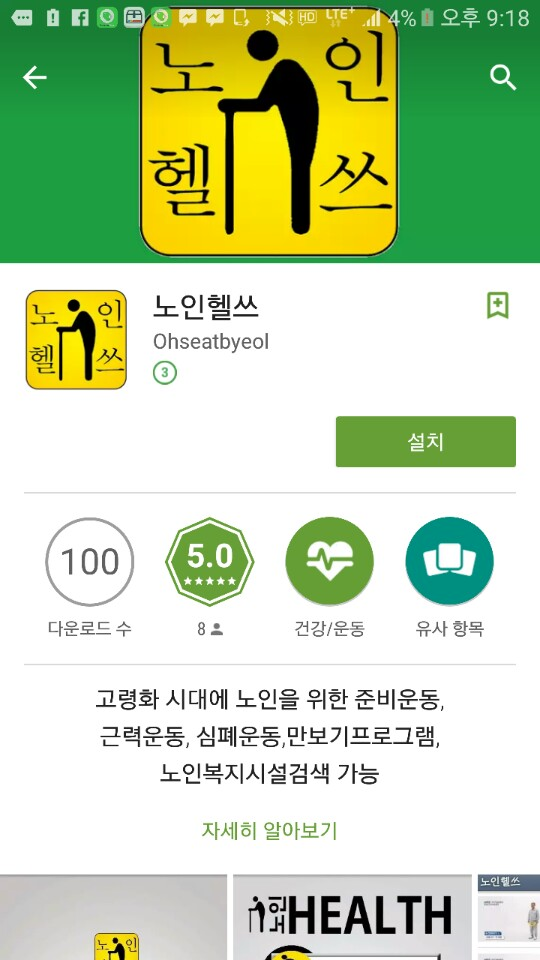 HD LTE+ 4% 오후 9:18
노 인
헬 쓰
노 인
헬 쓰
노인헬쓰
Ohseatbyeol
3
설치
100
5.0
다운로드 수
8
건강/운동
유사 항목
고령화 시대에 노인을 위한 준비운동,
근력운동, 심폐운동,만보기프로그램,
노인복지시설검색 가능
자세히 알아보기
노 인
HEALTH
노인헬쓰